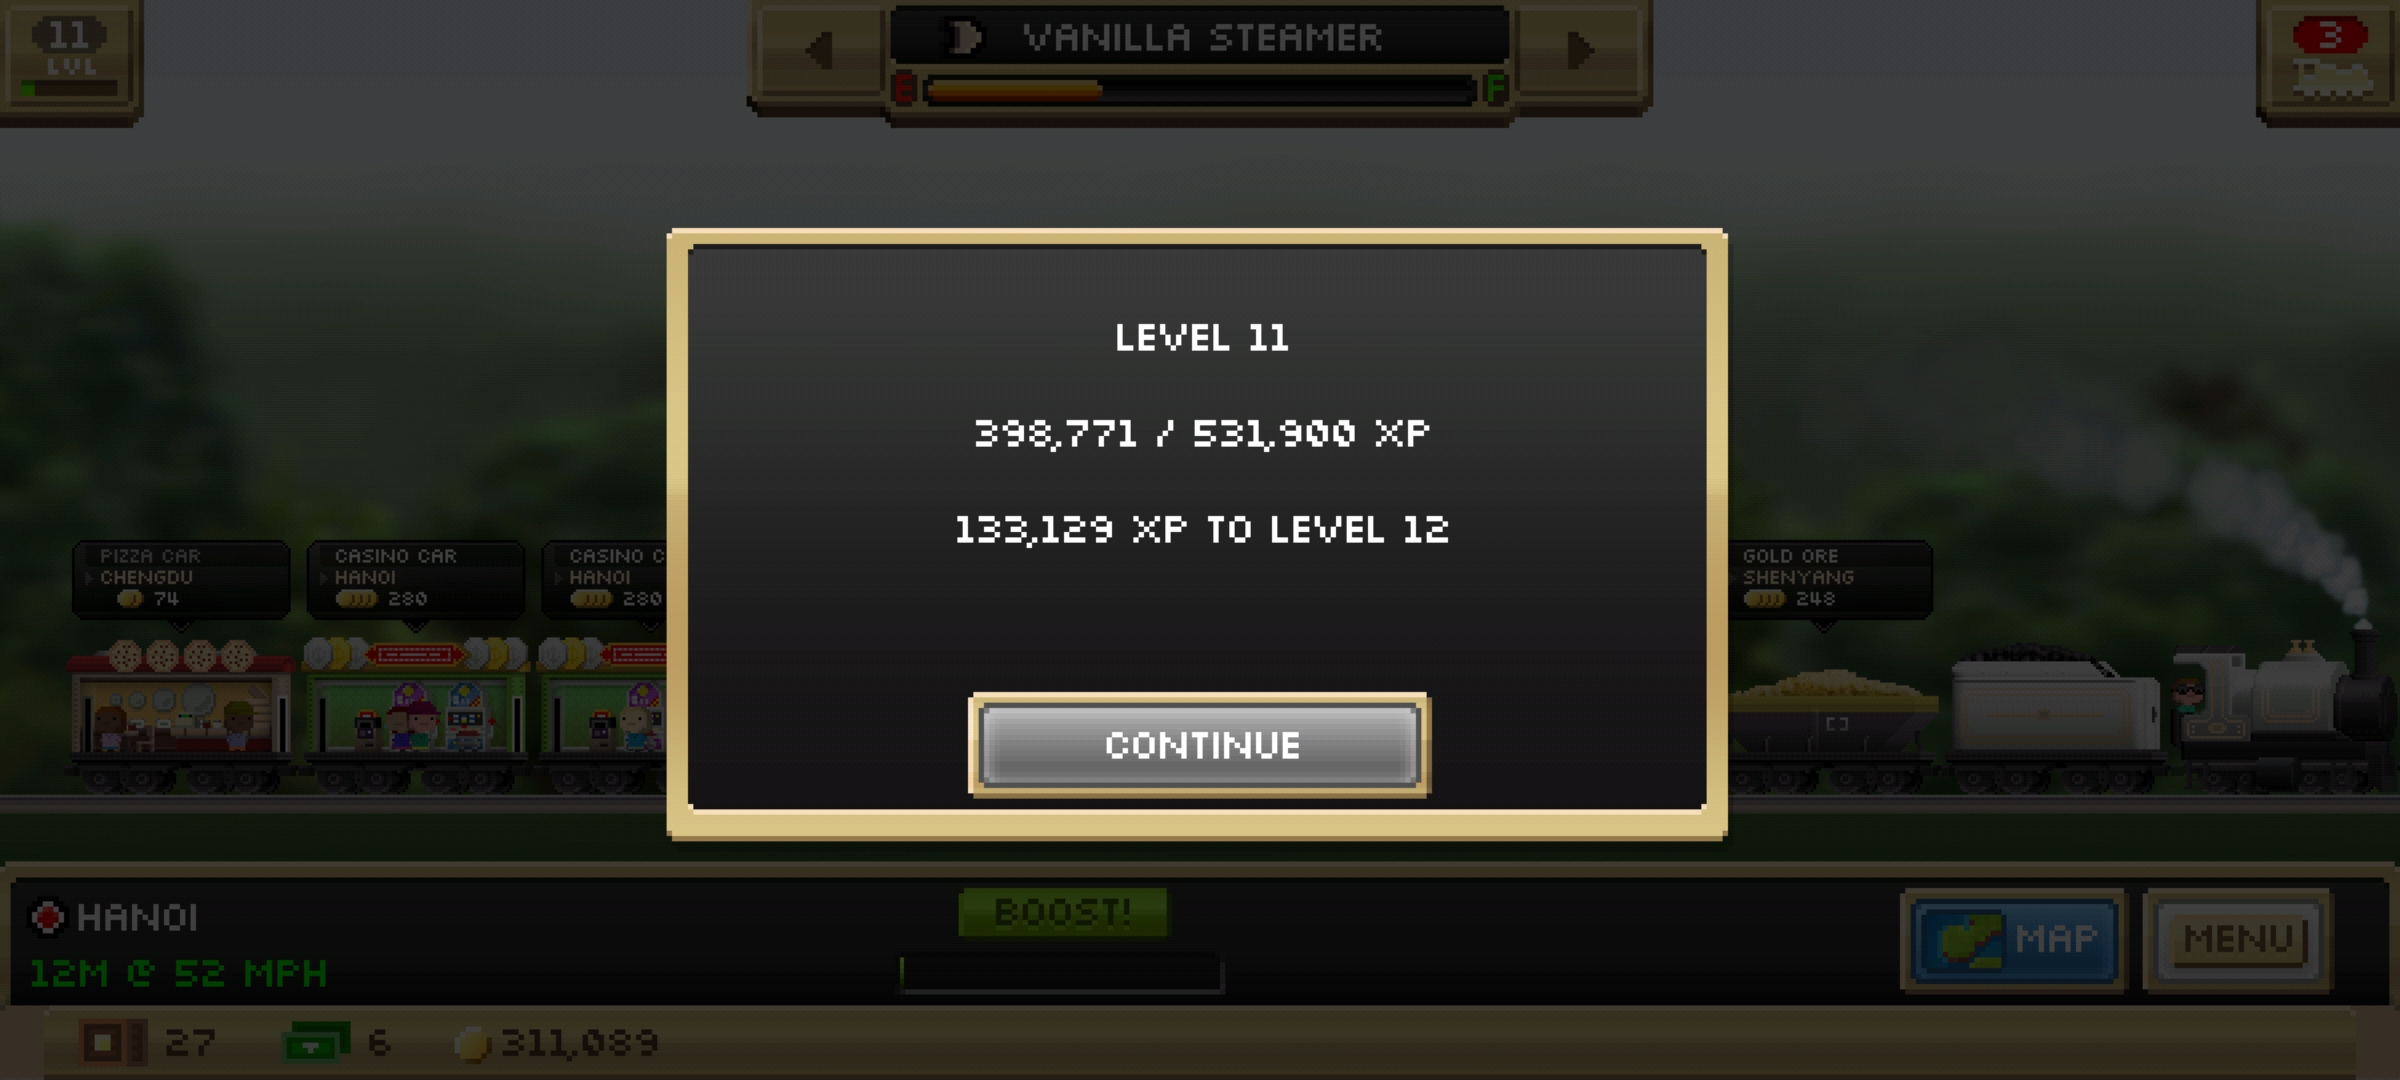 11
LVL
VANILLA STEAMER
E
F
3
LEVEL 11
398,771 / 531,900 XP
133,129 XP TO LEVEL 12
CONTINUE
PIZZA CAR
CHENGDU
74
CASINO CAR
HANOI
280
CASINO C
HANOI
280
GOLD ORE
SHENYANG
248
HANOI
12M @ 52 MPH
BOOST!
MAP
MENU
27
6
311,089